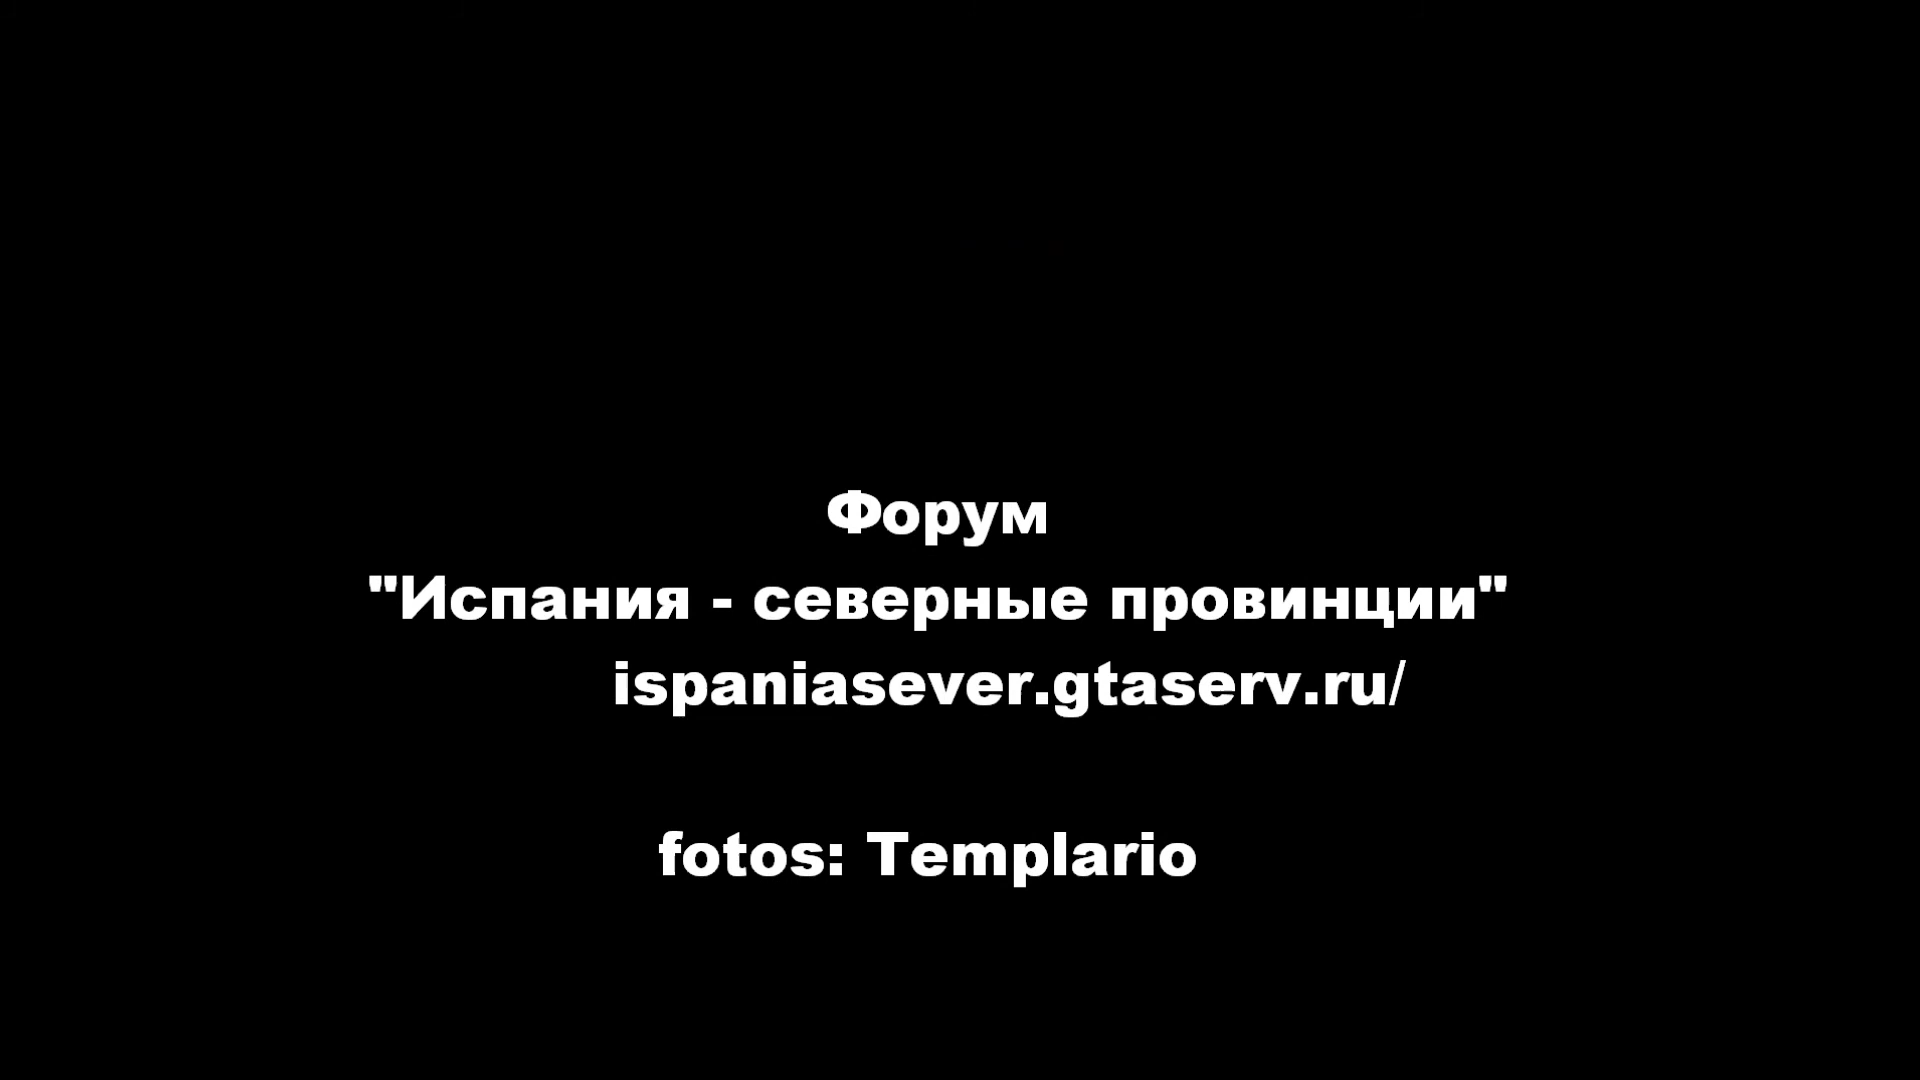 Форум
"Испания - северные провинции"
ispaniasever.gtaserv.ru/
fotos: Templario